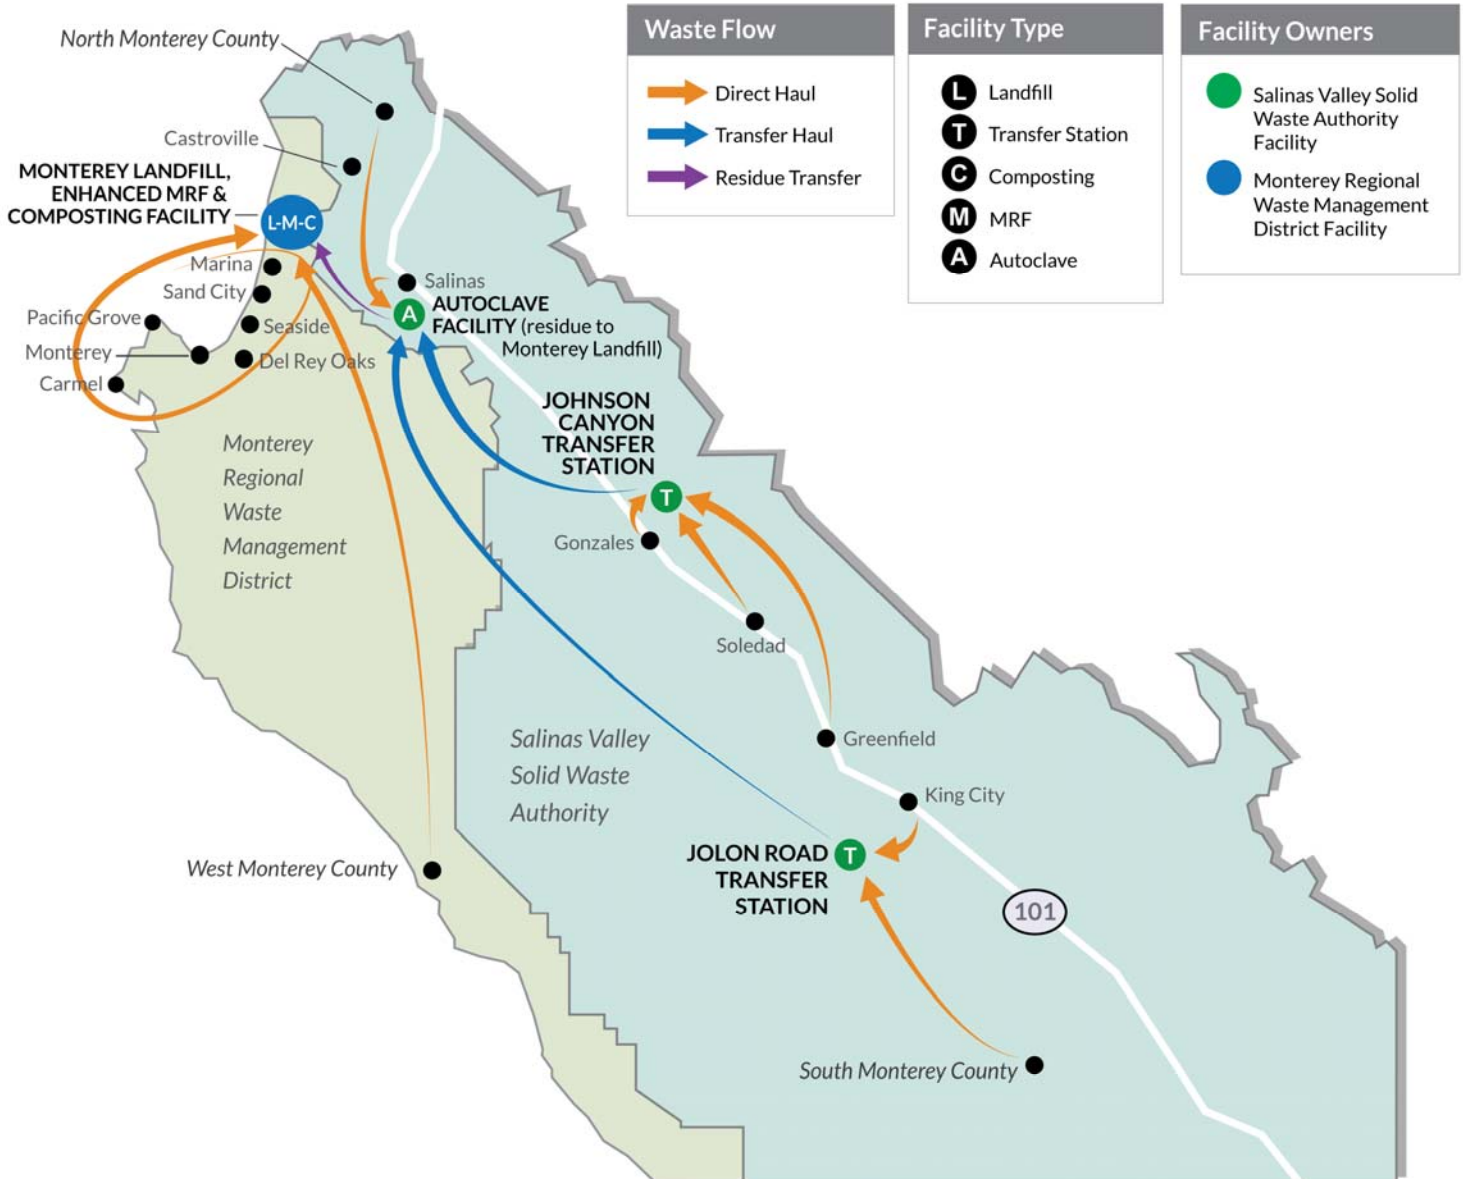 North Monterey County
Castroville
MONTEREY LANDFILL,
ENHANCED MRF &
COMPOSTING FACILITY
L-M-C
Marina
Sand City
Pacific Grove
Seaside
Monterey
Del Rey Oaks
Carmel
Salinas
A
AUTOCLAVE
FACILITY (residue to
Monterey Landfill)
JOHNSON
CANYON
TRANSFER
STATION
T
Gonzales
Soledad
Greenfield
King City
Monterey
Regional
Waste
Management
District
Salinas Valley
Solid Waste
Authority
West Monterey County
JOLON ROAD
TRANSFER
STATION
T
101
South Monterey County
Waste Flow
Direct Haul
Transfer Haul
Residue Transfer
Facility Type
L Landfill
T Transfer Station
C Composting
M MRF
A Autoclave
Facility Owners
Salinas Valley Solid
Waste Authority
Facility
Monterey Regional
Waste Management
District Facility